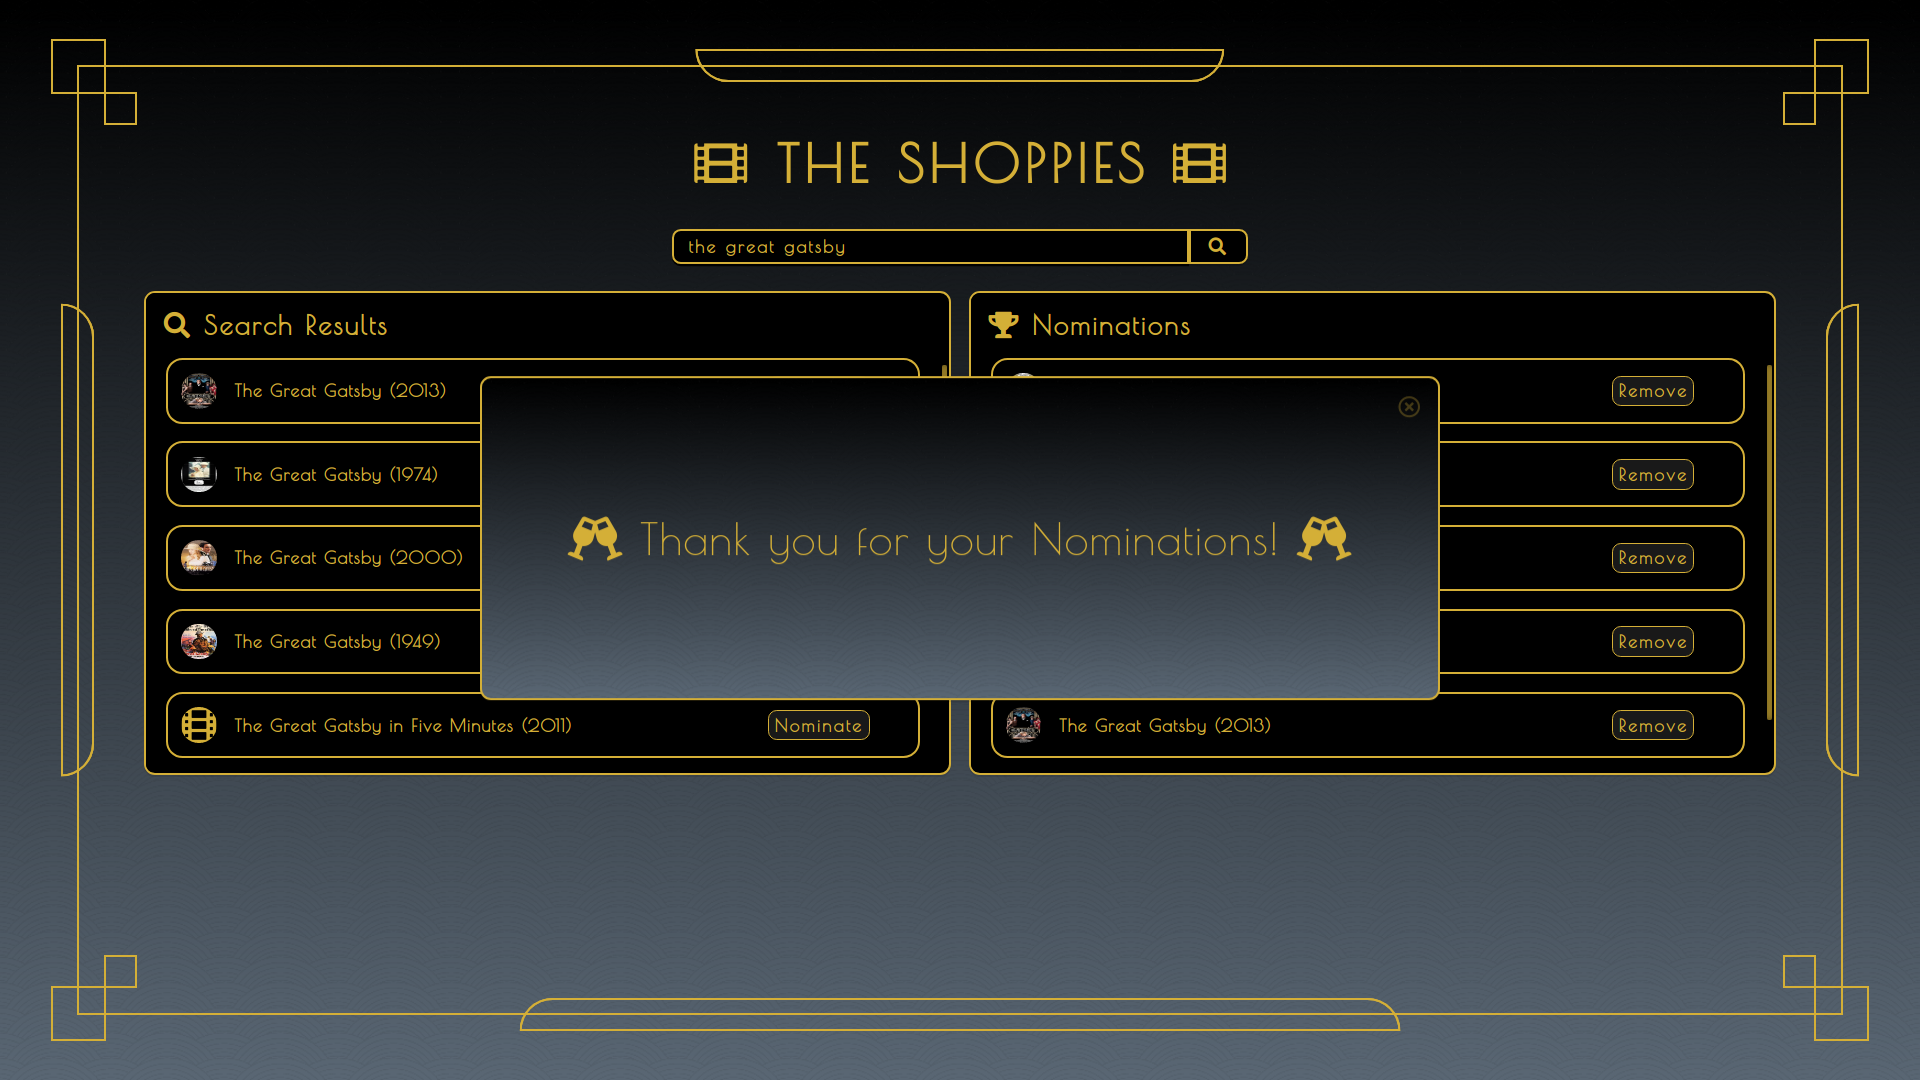 THE SHOPPIES
the great gatsby
Search Results
The Great Gatsby (2013)
The Great Gatsby (1974)
The Great Gatsby (2000)
The Great Gatsby (1949)
The Great Gatsby in Five Minutes (2011)
Nominate
Nominations
Remove
Remove
Remove
Remove
The Great Gatsby (2013)
Remove
Thank you for your Nominations!